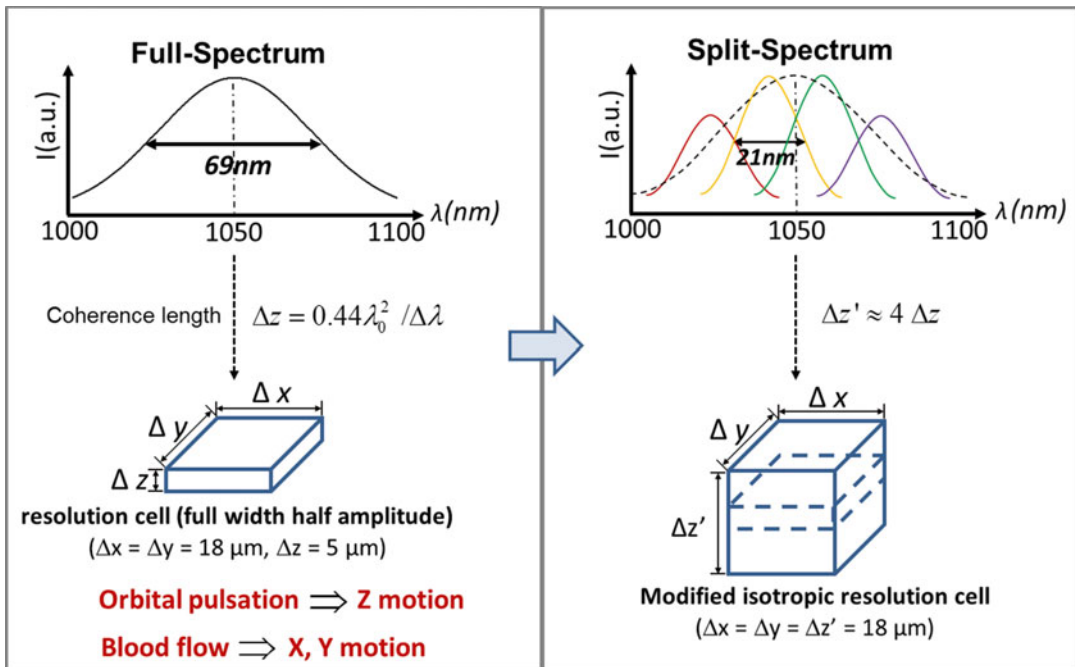 Full-Spectrum
I(a.u.)
69nm
1000 1050 1100 λ(nm)
Coherence length Δz = 0.44λ₀² /Δλ
Δ x
Δ y
Δ z
resolution cell (full width half amplitude)
(Δx = Δy = 18 µm, Δz = 5 µm)
Orbital pulsation ⇒ Z motion
Blood flow ⇒ X, Y motion
Split-Spectrum
I(a.u.)
21nm
1000 1050 1100 λ(nm)
Δz' ≈ 4 Δz
Δ x
Δ y
Δz’
Modified isotropic resolution cell
(Δx = Δy = Δz’ = 18 µm)